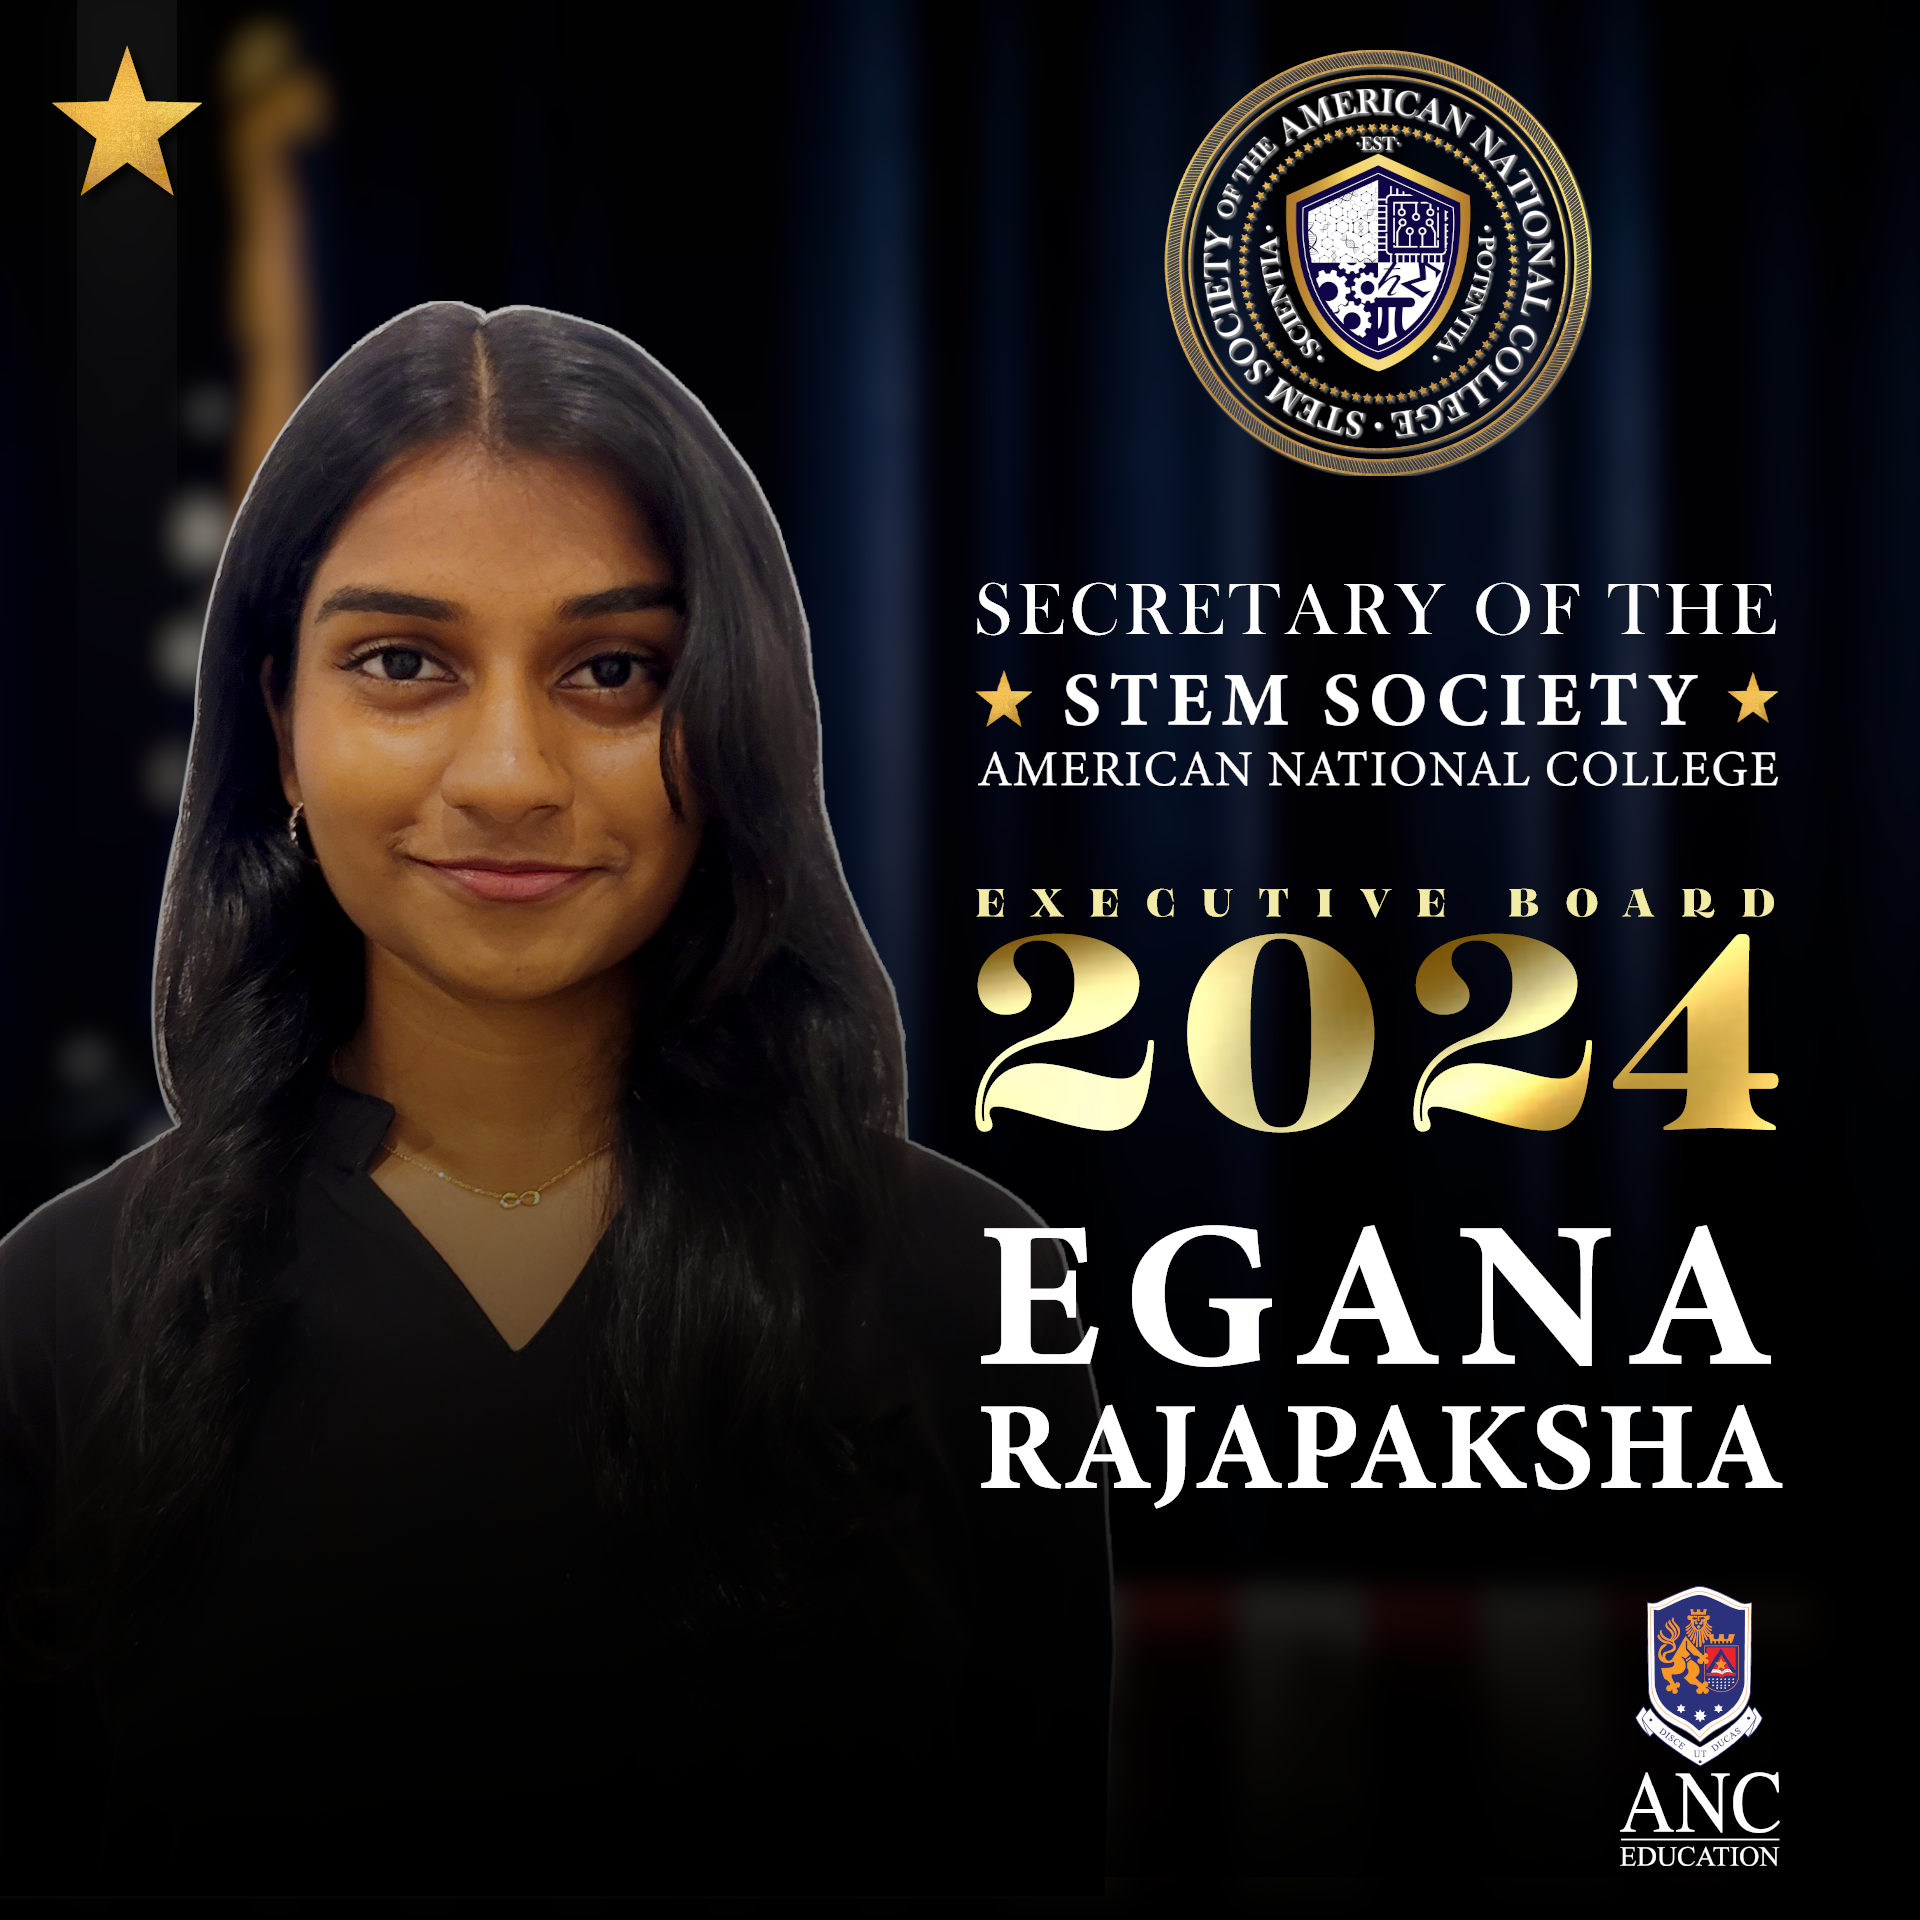 STEM SOCIETY OF THE AMERICAN NATIONAL COLLEGE
·EST·
·SCIENTIA·
·POTENTIA·
SECRETARY OF THE
STEM SOCIETY
AMERICAN NATIONAL COLLEGE
EXECUTIVE BOARD
2024
EGANA
RAJAPAKSHA
DISCE UT DUCAS
ANC
EDUCATION